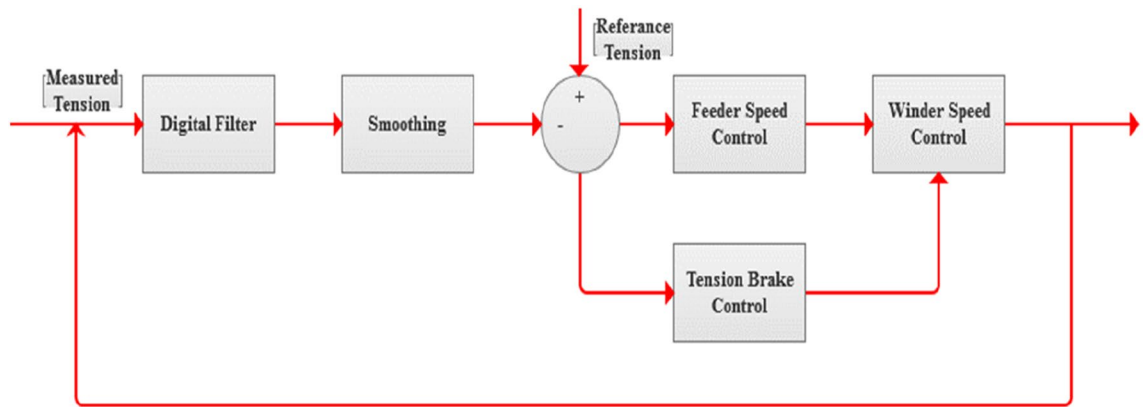 Measured
Tension
Digital Filter
Smoothing
+
-
Referance
Tension
Feeder Speed
Control
Winder Speed
Control
Tension Brake
Control